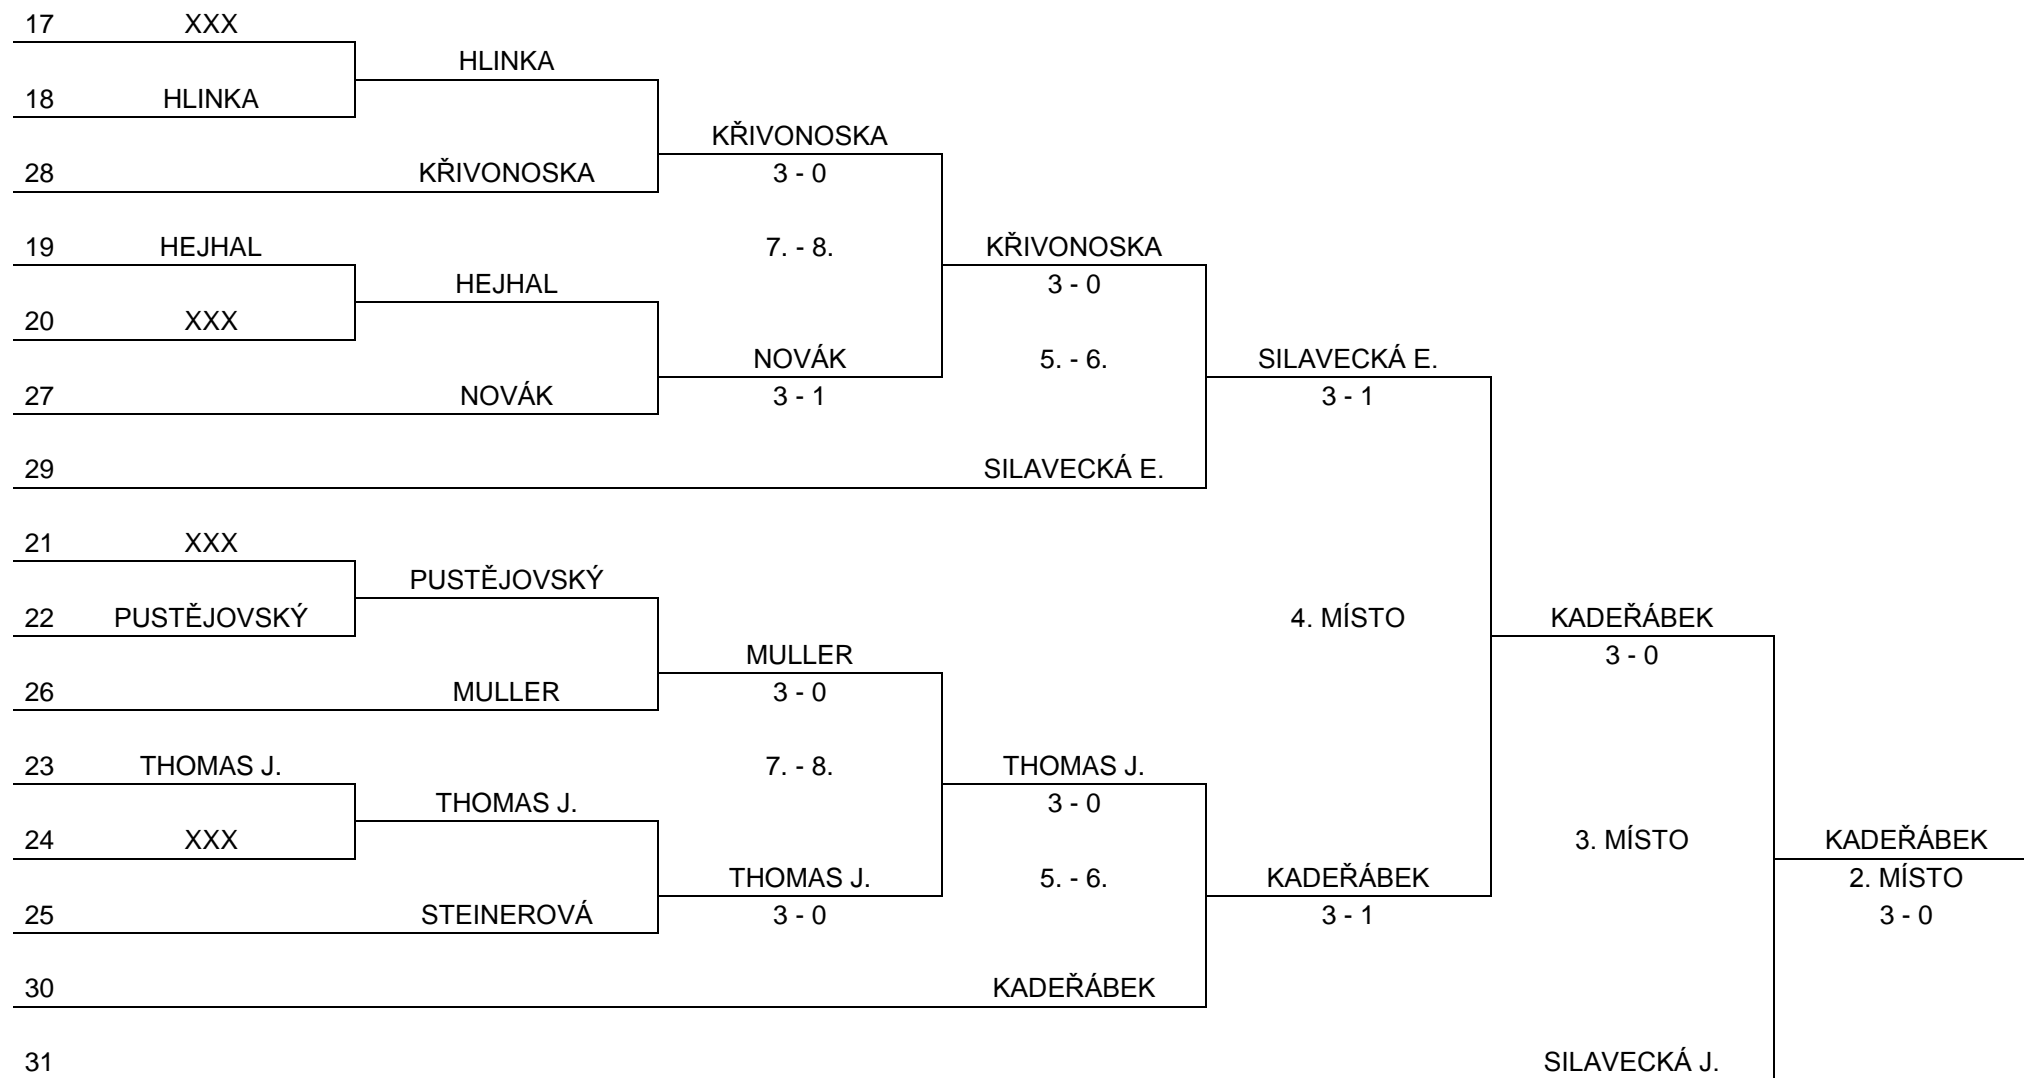 17 XXX
HLINKA
18 HLINKA
KŘIVONOSKA
28 KŘIVONOSKA 3 - 0
19 HEJHAL 7. - 8. KŘIVONOSKA
HEJHAL 3 - 0
20 XXX
NOVÁK 5. - 6. SILAVECKÁ E.
27 NOVÁK 3 - 1 3 - 1
29 SILAVECKÁ E.
21 XXX
PUSTĚJOVSKÝ
22 PUSTĚJOVSKÝ 4. MÍSTO KADEŘÁBEK
MULLER 3 - 0
26 MULLER 3 - 0
23 THOMAS J. 7. - 8. THOMAS J.
THOMAS J. 3 - 0
24 XXX 3. MÍSTO KADEŘÁBEK
THOMAS J. 5. - 6. KADEŘÁBEK 2. MÍSTO
25 STEINEROVÁ 3 - 0 3 - 1 3 - 0
30 KADEŘÁBEK
31 SILAVECKÁ J.